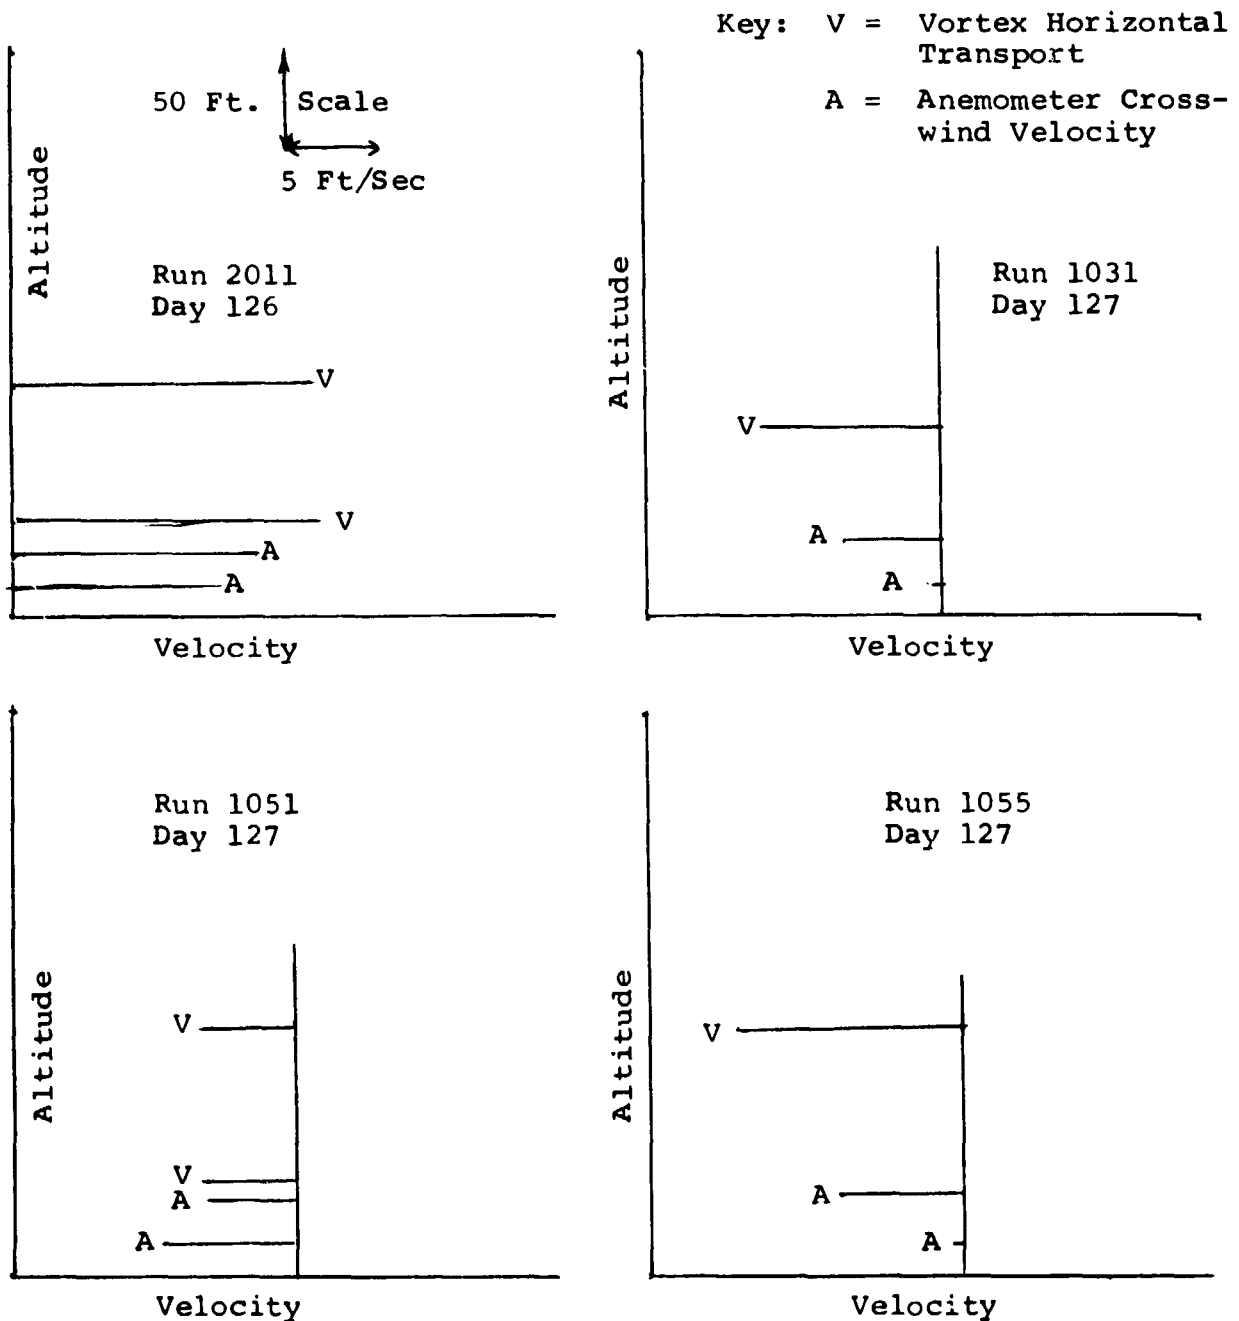 Key: V = Vortex Horizontal
Transport
A = Anemometer Cross-
wind Velocity
50 Ft. Scale
5 Ft/Sec
Altitude
Run 2011
Day 126
V
V
A
A
Velocity
Altitude
Run 1031
Day 127
V
A
A
Velocity
Altitude
Run 1051
Day 127
V
V
A
A
Velocity
Altitude
Run 1055
Day 127
V
A
A
Velocity